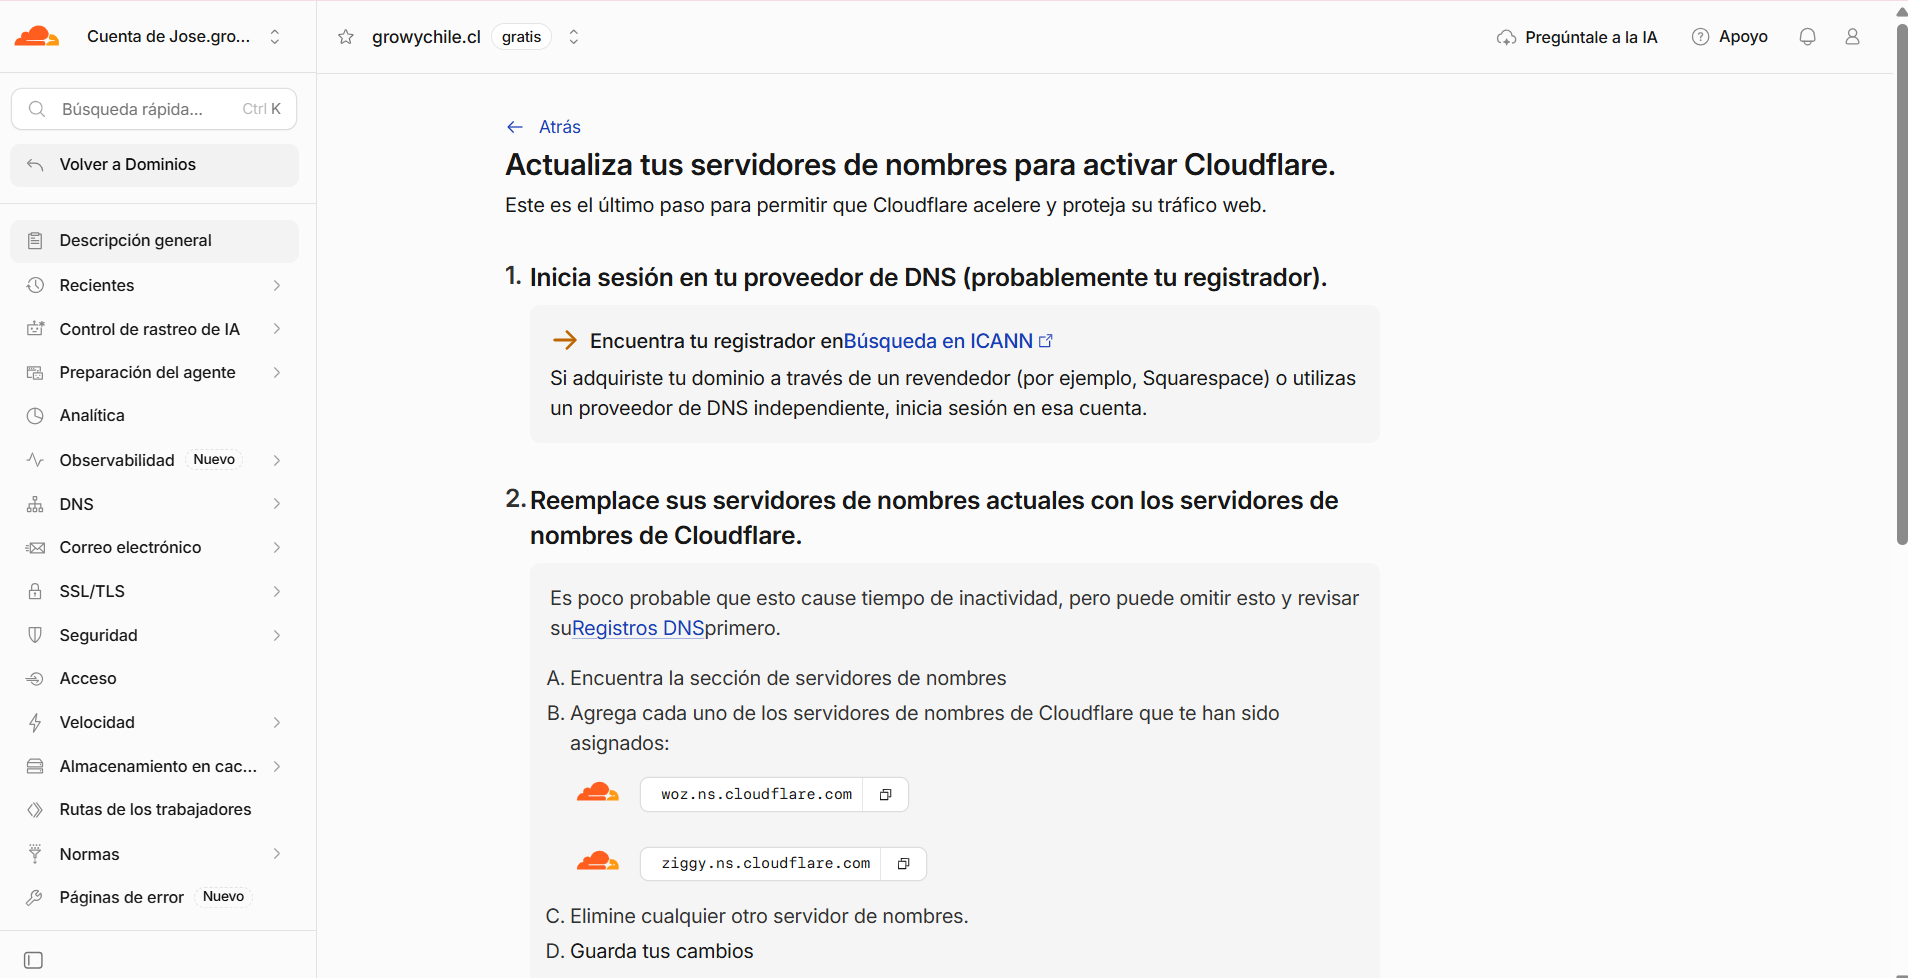 Cuenta de Jose.gro...
growychile.cl
gratis
Pregúntale a la IA
Apoyo
Búsqueda rápida...
Ctrl K
Volver a Dominios
Descripción general
Recientes
Control de rastreo de IA
Preparación del agente
Analítica
Observabilidad
Nuevo
DNS
Correo electrónico
SSL/TLS
Seguridad
Acceso
Velocidad
Almacenamiento en cac...
Rutas de los trabajadores
Normas
Páginas de error
Nuevo
Atrás
Actualiza tus servidores de nombres para activar Cloudflare.
Este es el último paso para permitir que Cloudflare acelere y proteja su tráfico web.
1. Inicia sesión en tu proveedor de DNS (probablemente tu registrador).
Encuentra tu registrador enBúsqueda en ICANN
Si adquiriste tu dominio a través de un revendedor (por ejemplo, Squarespace) o utilizas
un proveedor de DNS independiente, inicia sesión en esa cuenta.
2. Reemplace sus servidores de nombres actuales con los servidores de
nombres de Cloudflare.
Es poco probable que esto cause tiempo de inactividad, pero puede omitir esto y revisar
suRegistros DNSprimero.
A. Encuentra la sección de servidores de nombres
B. Agrega cada uno de los servidores de nombres de Cloudflare que te han sido
asignados:
woz.ns.cloudflare.com
ziggy.ns.cloudflare.com
C. Elimine cualquier otro servidor de nombres.
D. Guarda tus cambios